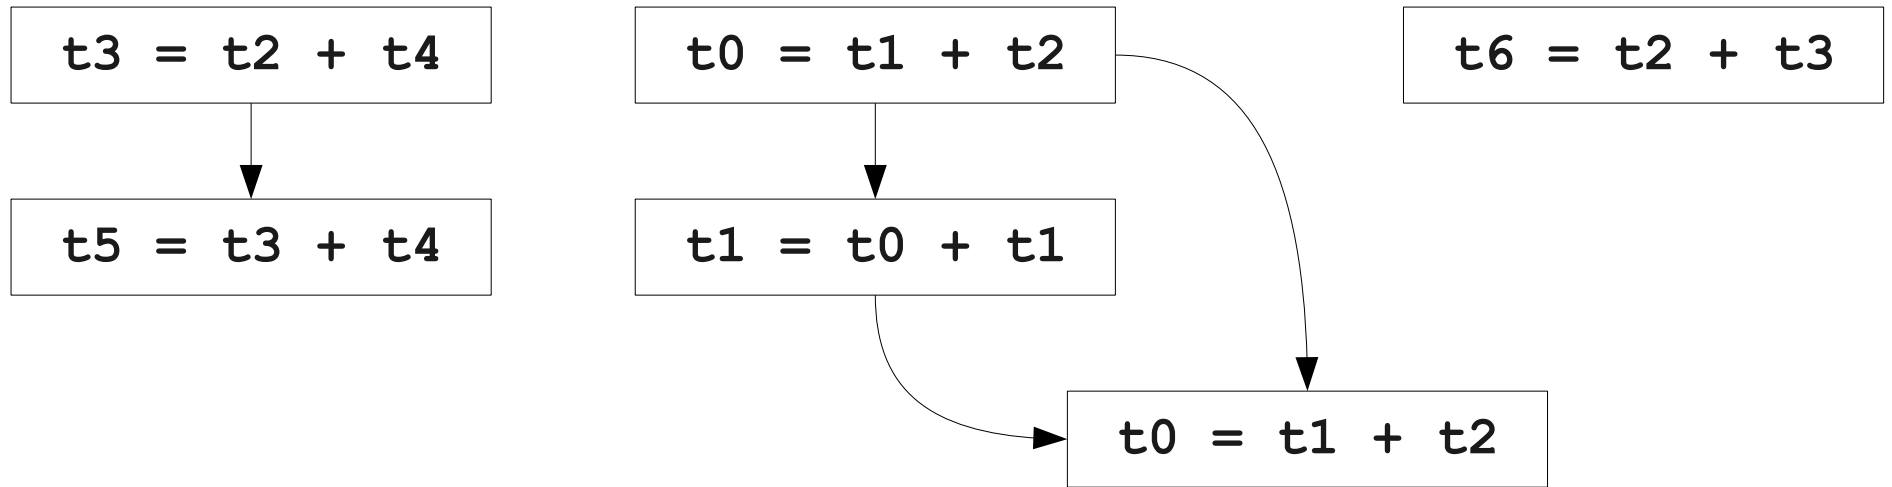 t3 = t2 + t4
t0 = t1 + t2
t6 = t2 + t3
t5 = t3 + t4
t1 = t0 + t1
t0 = t1 + t2